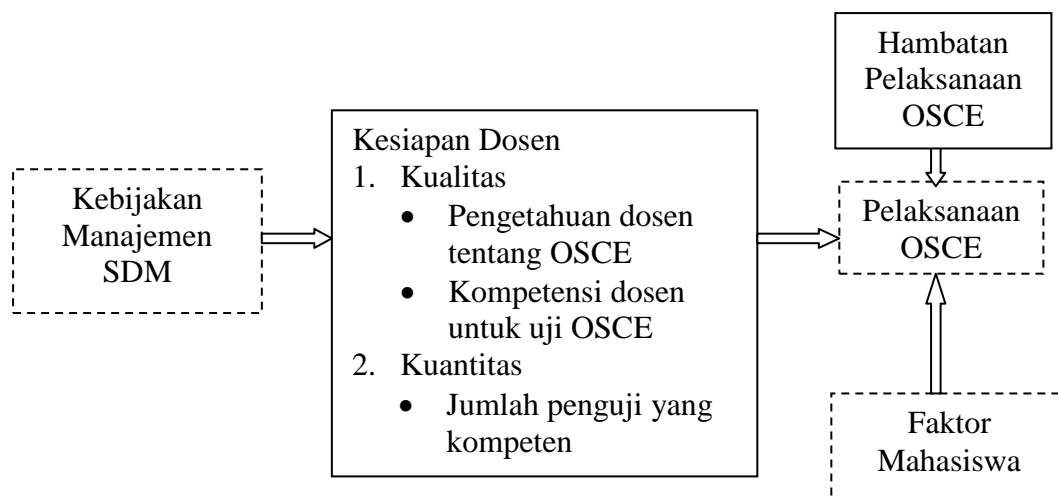 Kebijakan
Manajemen
SDM
Kesiapan Dosen
1. Kualitas
• Pengetahuan dosen
tentang OSCE
• Kompetensi dosen
untuk uji OSCE
2. Kuantitas
• Jumlah penguji yang
kompeten
Hambatan
Pelaksanaan
OSCE
Pelaksanaan
OSCE
Faktor
Mahasiswa